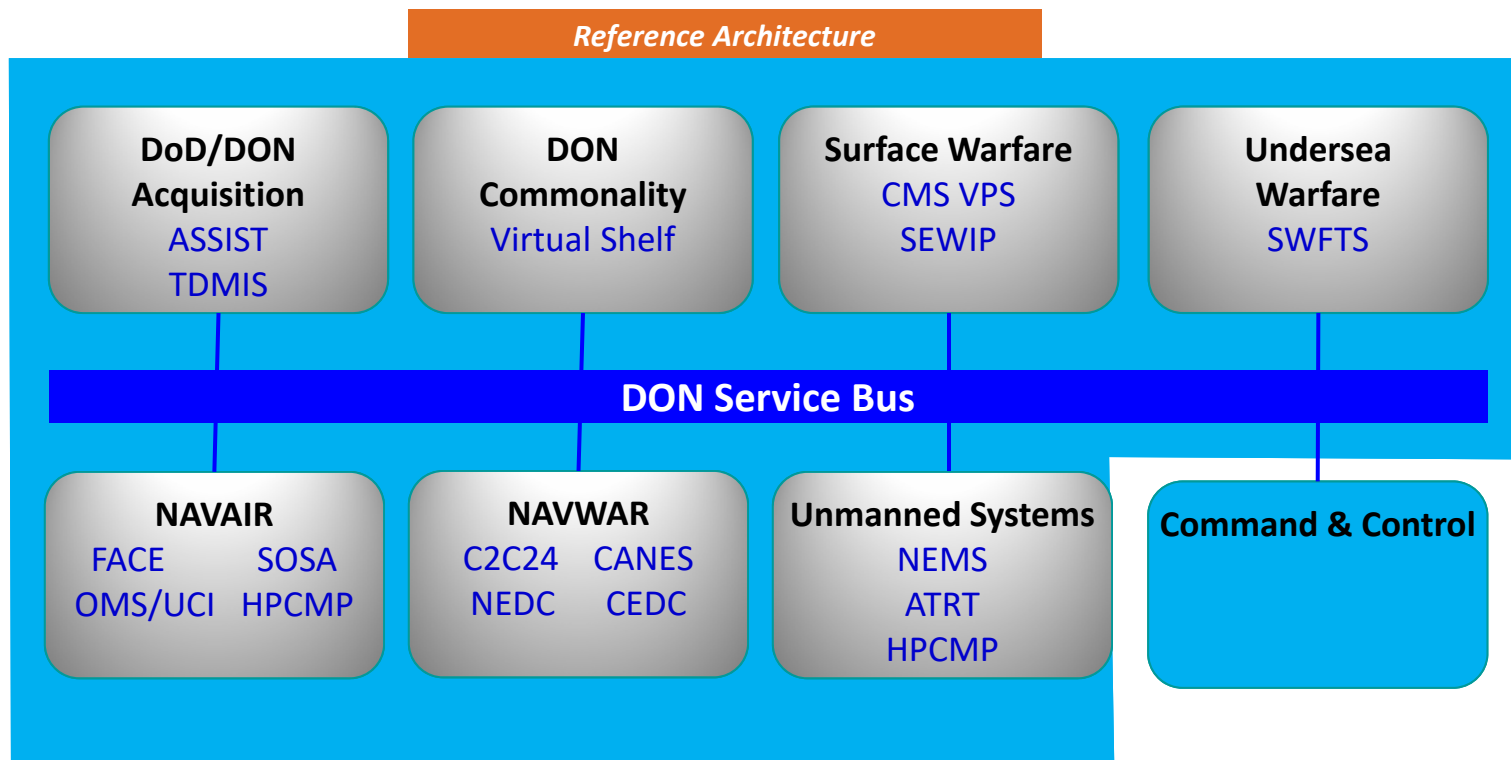 Reference Architecture
DoD/DON
Acquisition
ASSIST
TDMIS
DON
Commonality
Virtual Shelf
Surface Warfare
CMS VPS
SEWIP
Undersea
Warfare
SWFTS
DON Service Bus
NAVAIR
FACE SOSA
OMS/UCI HPCMP
NAVWAR
C2C24 CANES
NEDC CEDC
Unmanned Systems
NEMS
ATRT
HPCMP
Command & Control